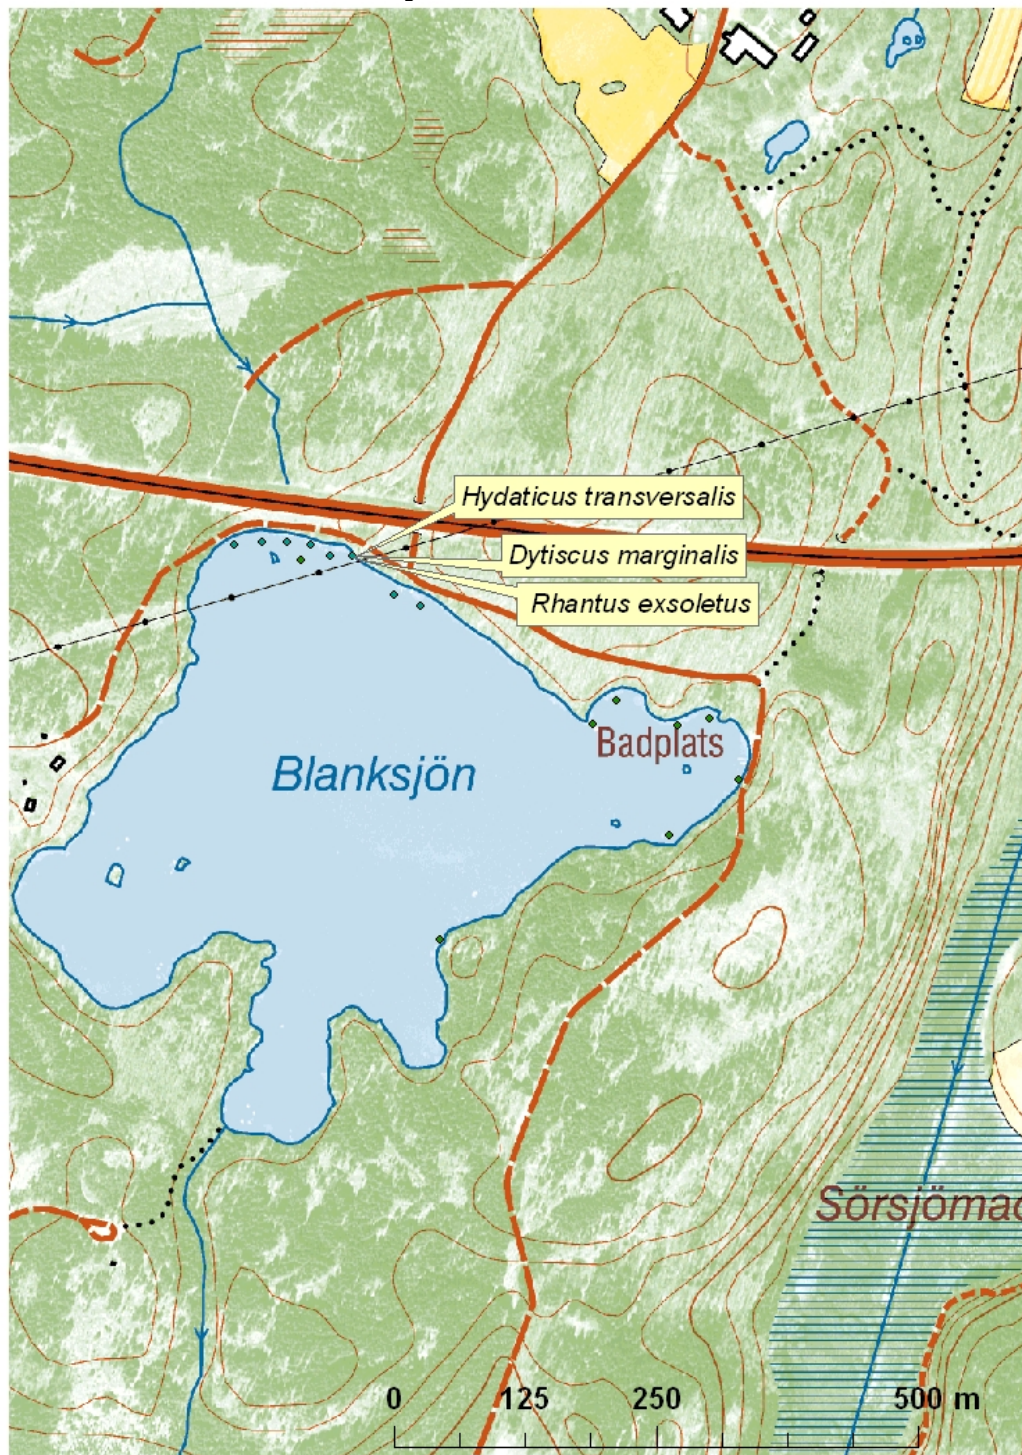 Hydaticus transversalis
Dytiscus marginalis
Rhantus exsoletus
Badplats
Blanksjön
Sörsjömad
0 125 250 500 m